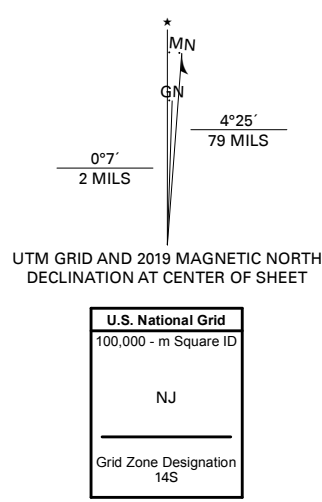 ★
MN
GN
4°25´
79 MILS
0°7´
2 MILS
UTM GRID AND 2019 MAGNETIC NORTH
DECLINATION AT CENTER OF SHEET
U.S. National Grid
100,000 - m Square ID
NJ
Grid Zone Designation
14S